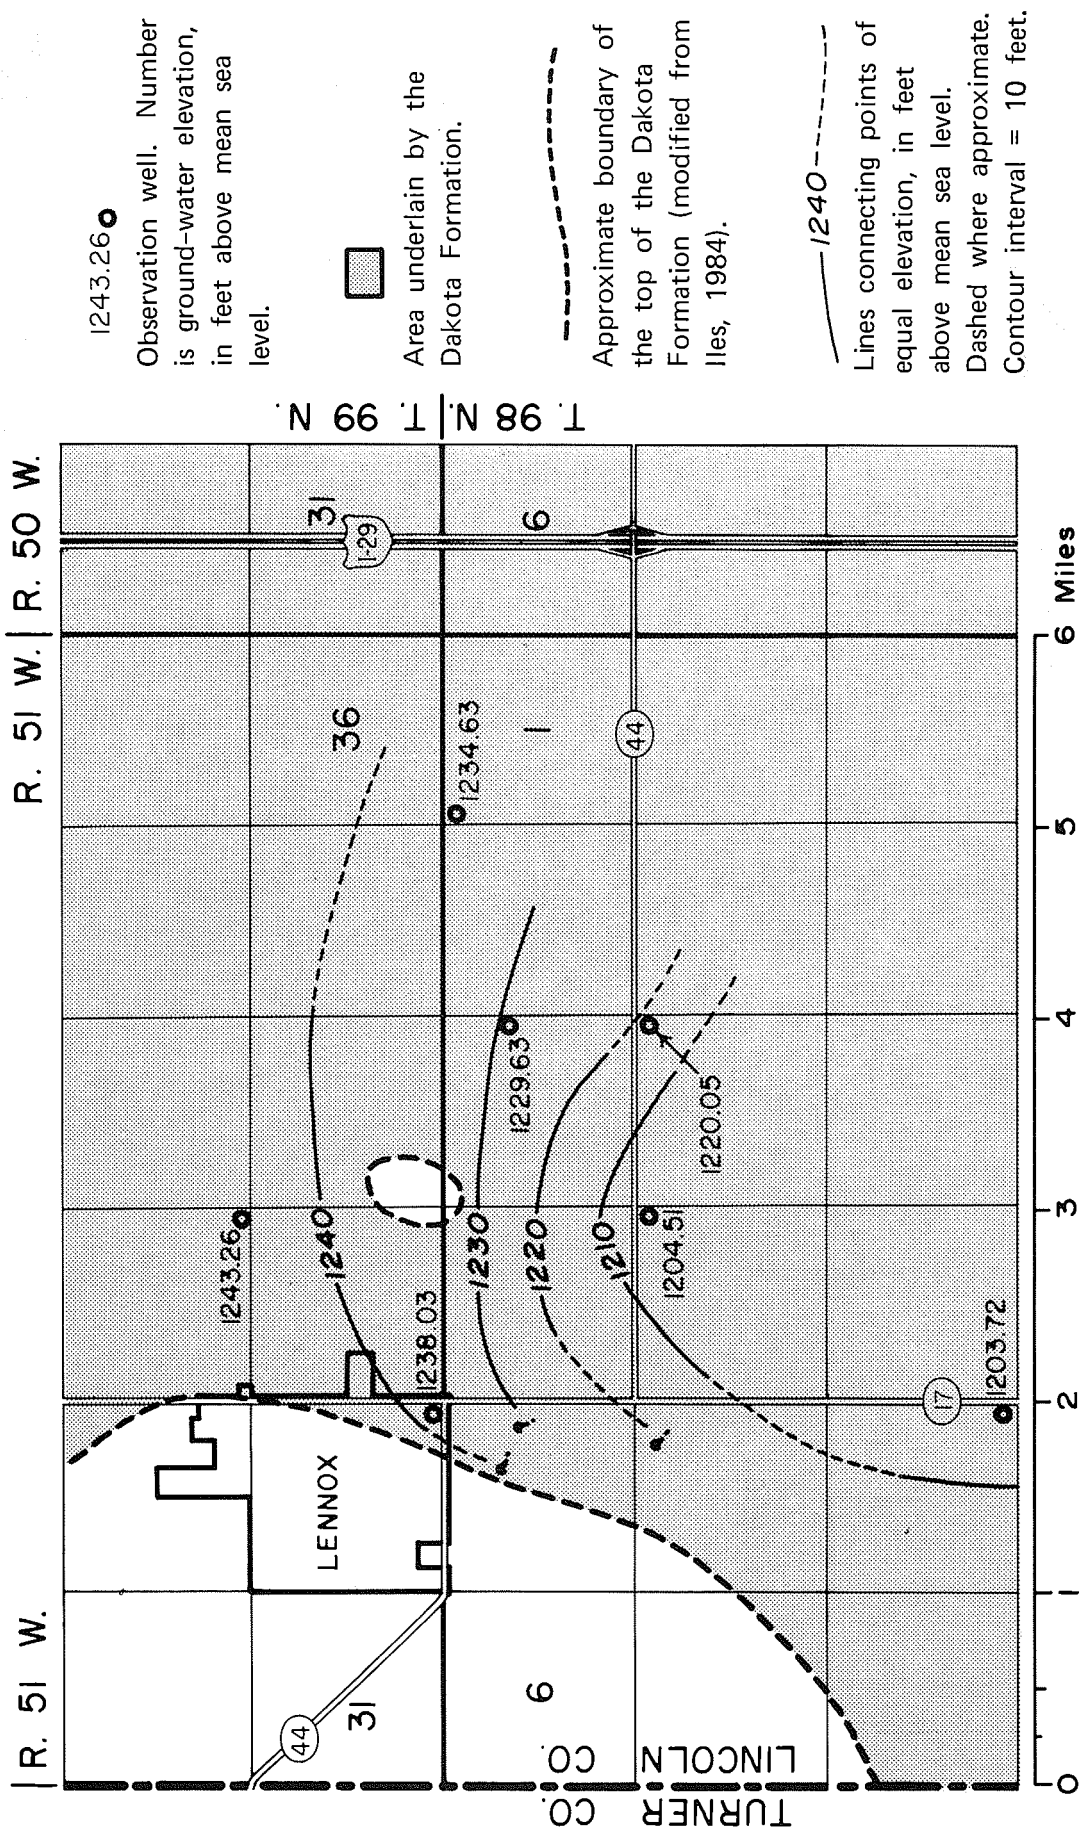 R. 51 W.
R. 51 W.
R. 50 W.
T. 99 N.
T. 98 N.
TURNER CO.
LINCOLN CO.
31
36
31
6
1
6
LENNOX
44
44
17
I-29
1243.26
1238.03
1234.63
1229.63
1220.05
1204.51
1203.72
1240
1230
1220
1210
0
1
2
3
4
5
6
Miles
1243.26
Observation well. Number
is ground-water elevation,
in feet above mean sea
level.
Area underlain by the
Dakota Formation.
Approximate boundary of
the top of the Dakota
Formation (modified from
Iles, 1984).
1240
Lines connecting points of
equal elevation, in feet
above mean sea level.
Dashed where approximate.
Contour interval = 10 feet.